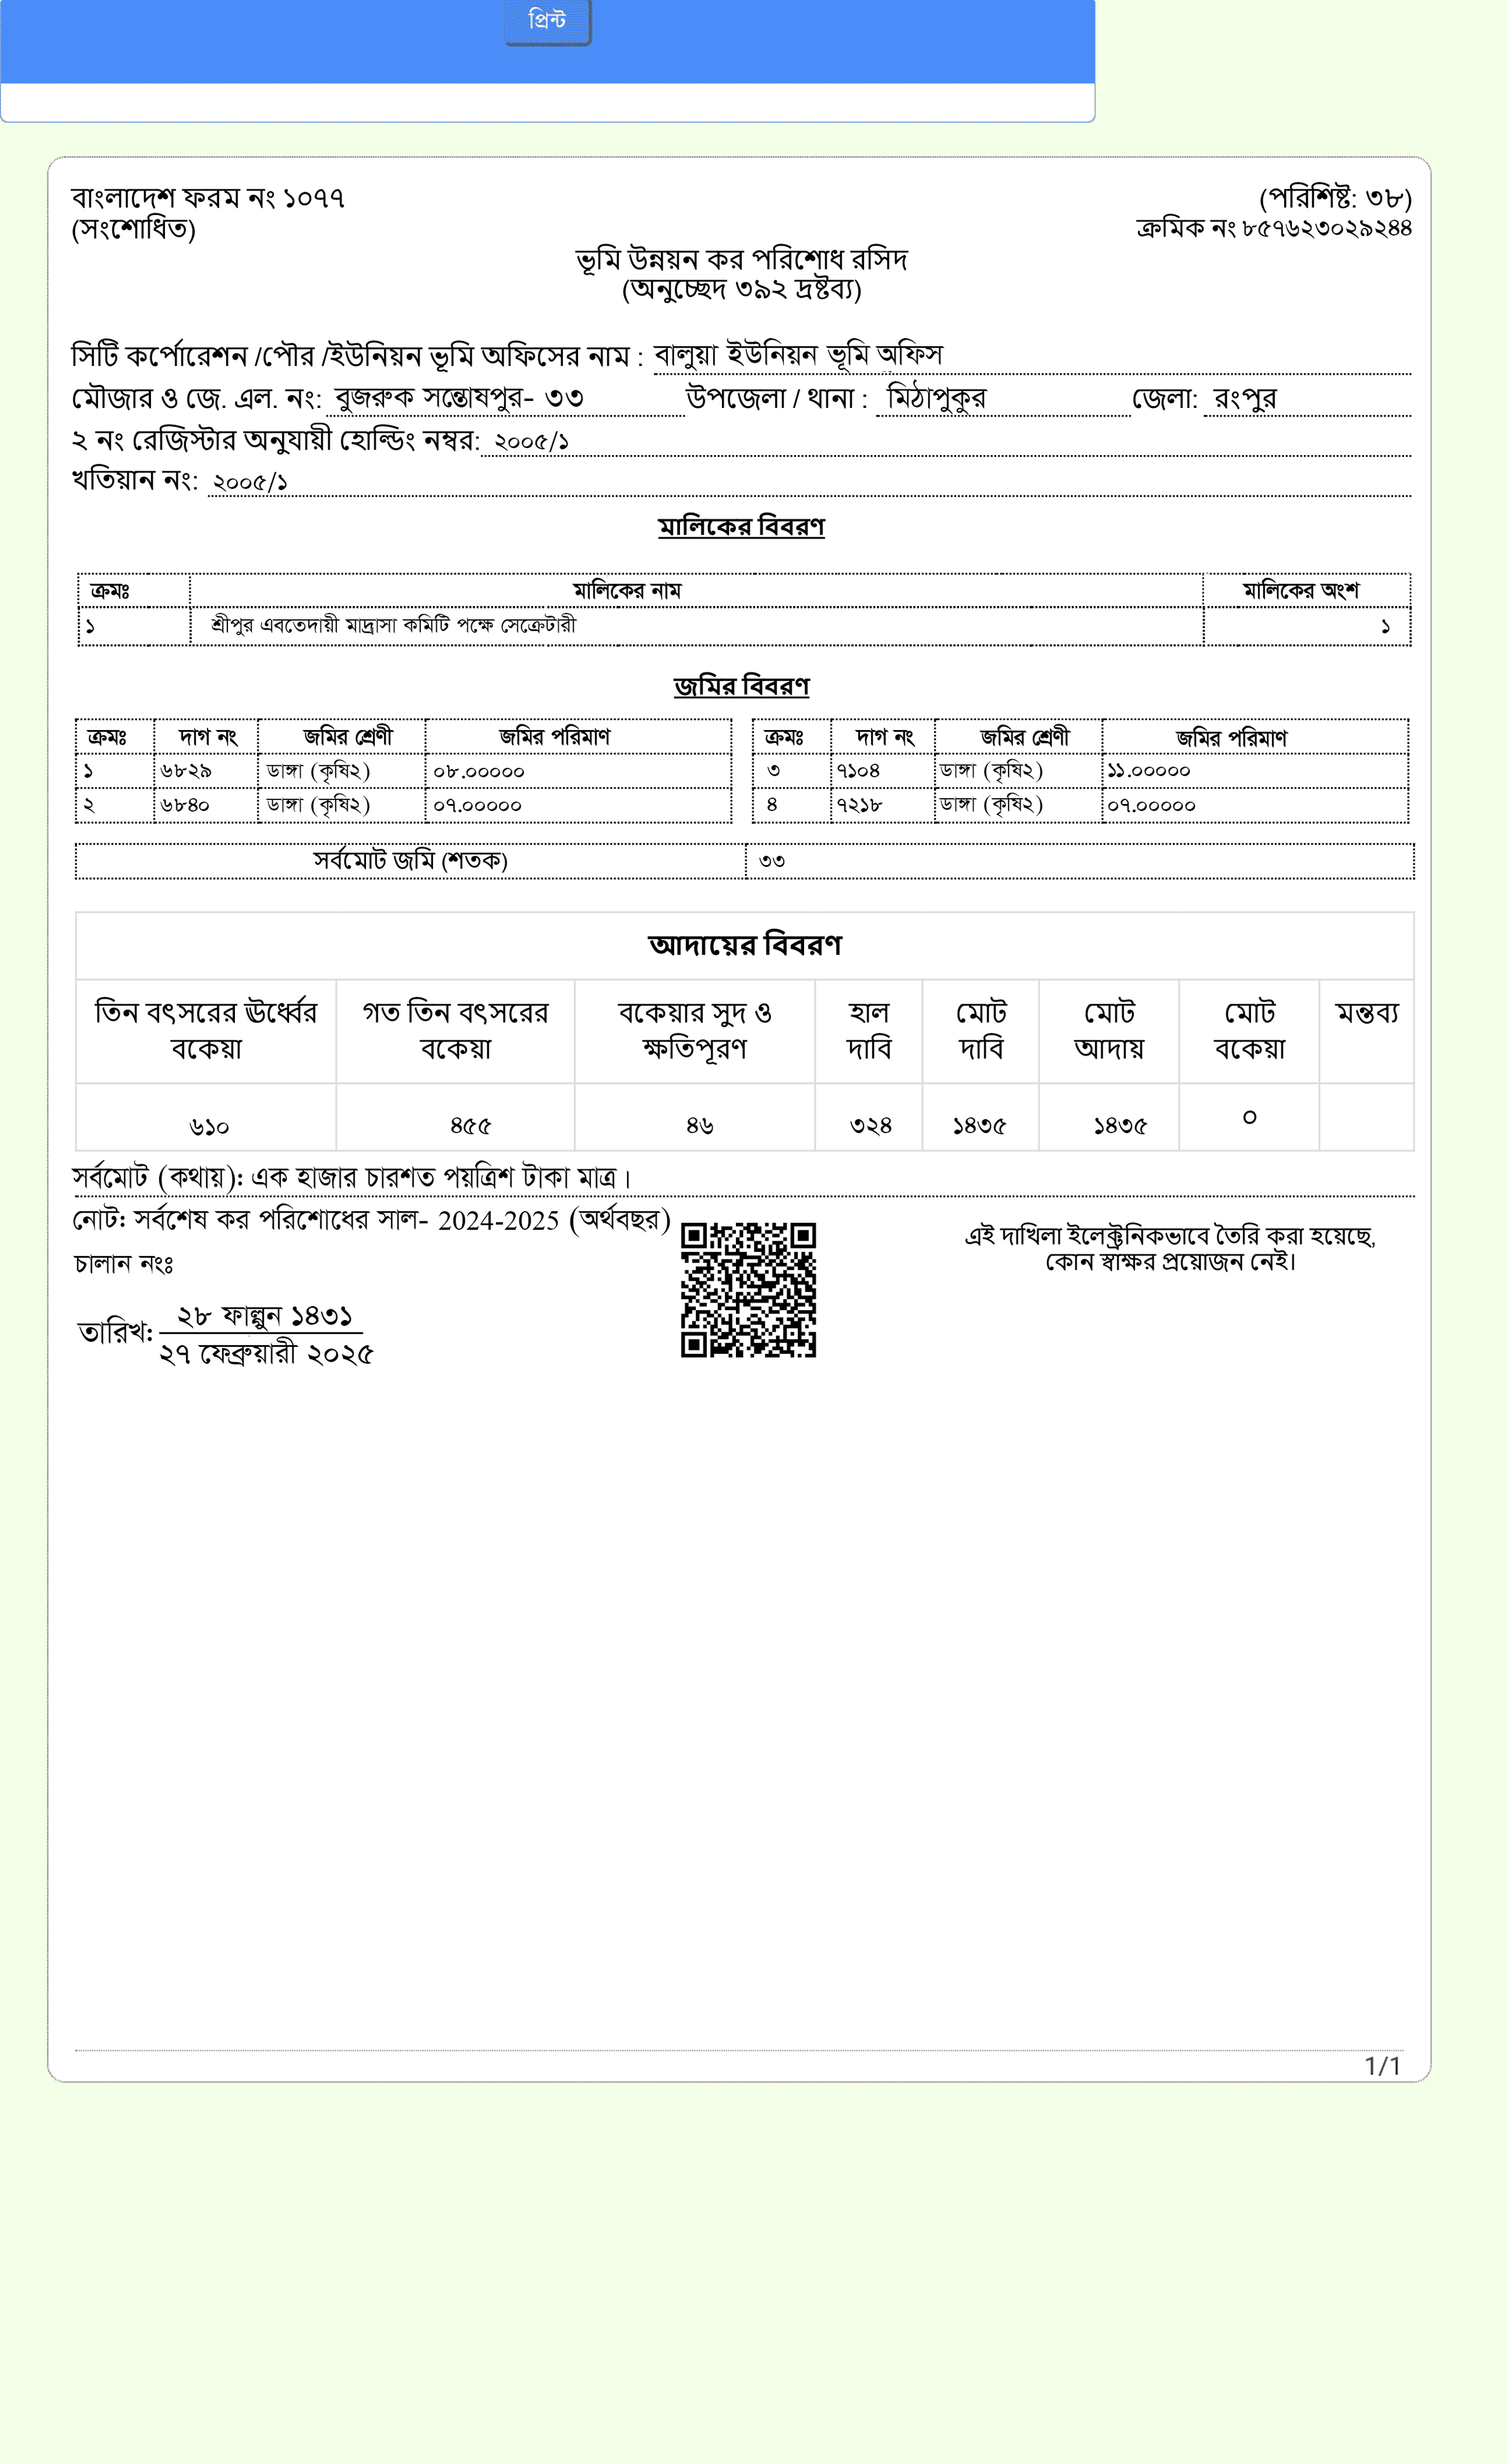 প্রিন্ট
বাংলাদেশ ফরম নং ১০৭৭
(সংশোধিত)
(পরিশিষ্ট: ৩৮)
ক্রমিক নং ৮৫৭৬২৩০২৯২৪৪
ভূমি উন্নয়ন কর পরিশোধ রসিদ
(অনুচ্ছেদ ৩৯২ দ্রষ্টব্য)
সিটি কর্পোরেশন /পৌর /ইউনিয়ন ভূমি অফিসের নাম : বালুয়া ইউনিয়ন ভূমি অফিস
মৌজার ও জে. এল. নং: বুজরুক সন্তোষপুর- ৩৩ উপজেলা / থানা : মিঠাপুকুর জেলা: রংপুর
২ নং রেজিস্টার অনুযায়ী হোল্ডিং নম্বর: ২০০৫/১
খতিয়ান নং: ২০০৫/১
মালিকের বিবরণ
ক্রমঃ মালিকের নাম মালিকের অংশ
১ শ্রীপুর এবতেদায়ী মাদ্রাসা কমিটি পক্ষে সেক্রেটারী ১
জমির বিবরণ
ক্রমঃ দাগ নং জমির শ্রেণী জমির পরিমাণ ক্রমঃ দাগ নং জমির শ্রেণী জমির পরিমাণ
১ ৬৮২৯ ডাঙ্গা (কৃষি২) ০৮.০০০০০ ৩ ৭১০৪ ডাঙ্গা (কৃষি২) ১১.০০০০০
২ ৬৮৪০ ডাঙ্গা (কৃষি২) ০৭.০০০০০ ৪ ৭২১৮ ডাঙ্গা (কৃষি২) ০৭.০০০০০
সর্বমোট জমি (শতক) ৩৩
আদায়ের বিবরণ
তিন বৎসরের ঊর্ধ্বের বকেয়া গত তিন বৎসরের বকেয়া বকেয়ার সুদ ও ক্ষতিপূরণ হাল দাবি মোট দাবি মোট আদায় মোট বকেয়া মন্তব্য
৬১০ ৪৫৫ ৪৬ ৩২৪ ১৪৩৫ ১৪৩৫ ০
সর্বমোট (কথায়): এক হাজার চারশত পয়ত্রিশ টাকা মাত্র।
নোট: সর্বশেষ কর পরিশোধের সাল- 2024-2025 (অর্থবছর)
চালান নংঃ
তারিখ: ২৮ ফাল্গুন ১৪৩১
২৭ ফেব্রুয়ারী ২০২৫
এই দাখিলা ইলেক্ট্রনিকভাবে তৈরি করা হয়েছে,
কোন স্বাক্ষর প্রয়োজন নেই।
1/1